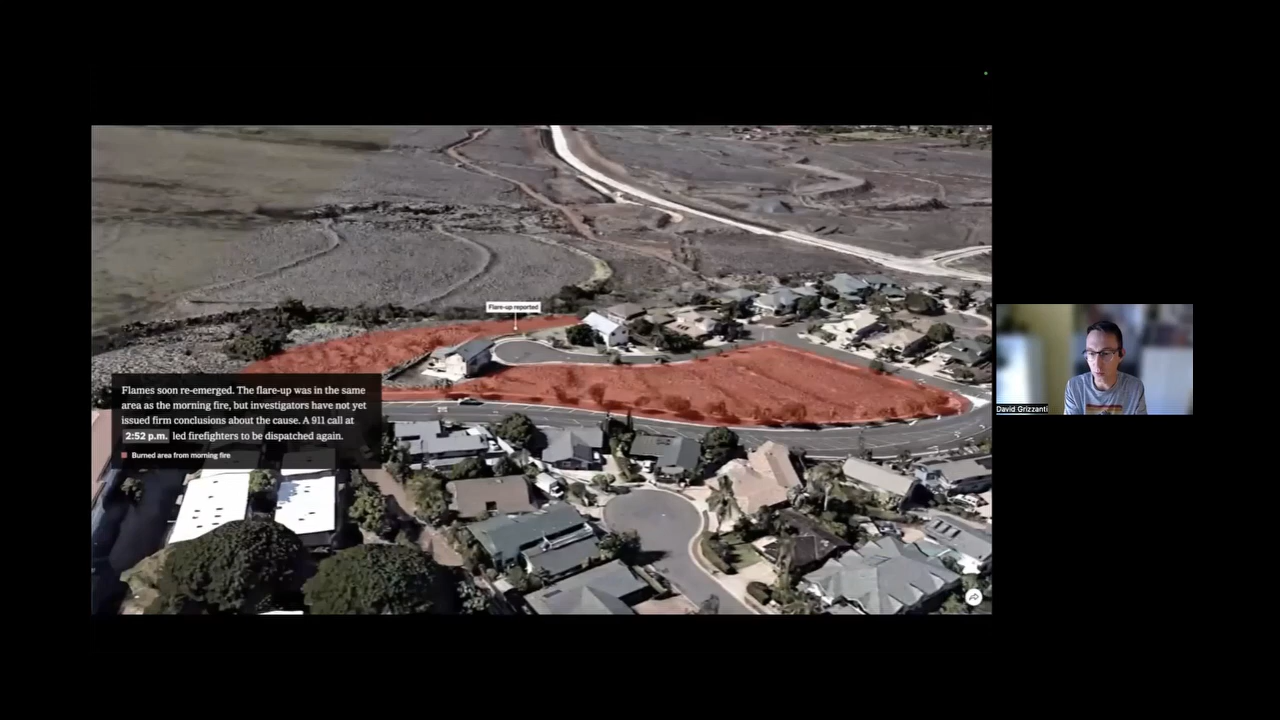 Flare-up reported
Flames soon re-emerged. The flare-up was in the same
area as the morning fire, but investigators have not yet
issued firm conclusions about the cause. A 911 call at
2:52 p.m. led firefighters to be dispatched again.
Burned area from morning fire
David Grizzanti